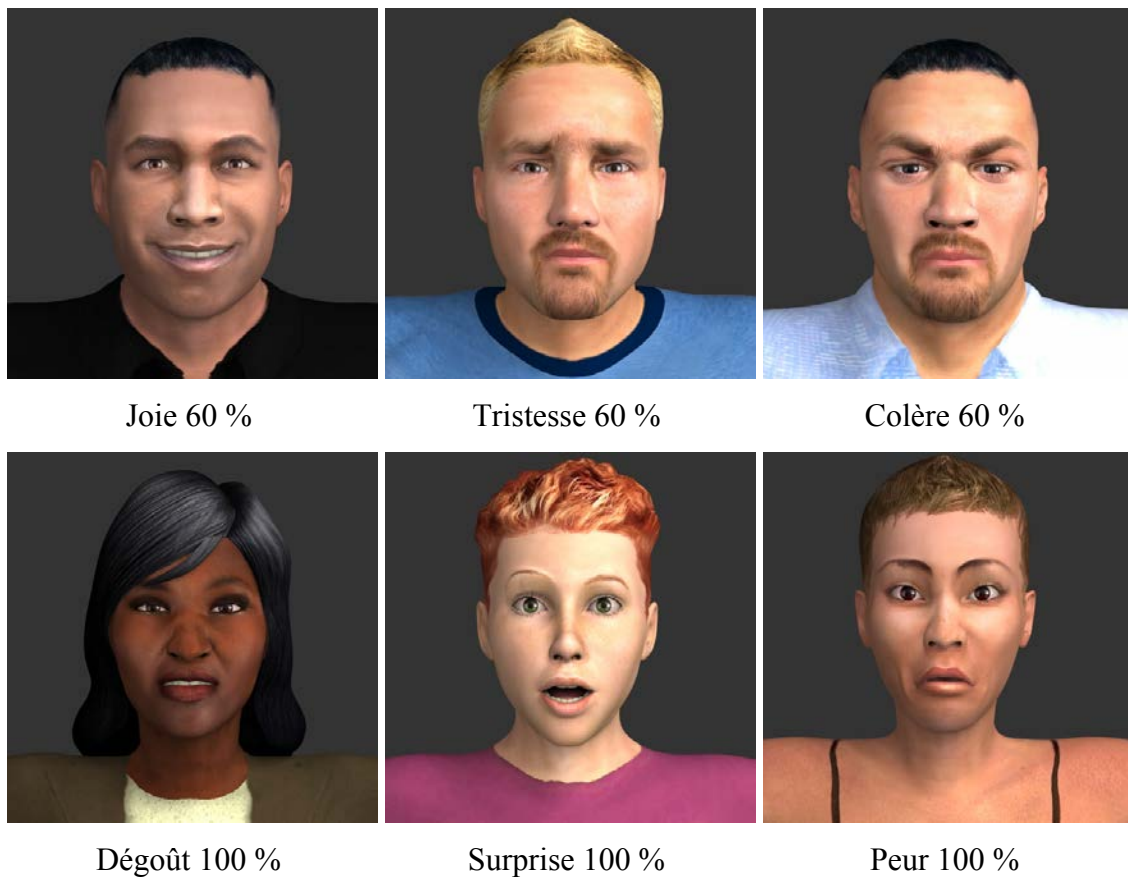 Joie 60 %
Tristesse 60 %
Colère 60 %
Dégoût 100 %
Surprise 100 %
Peur 100 %